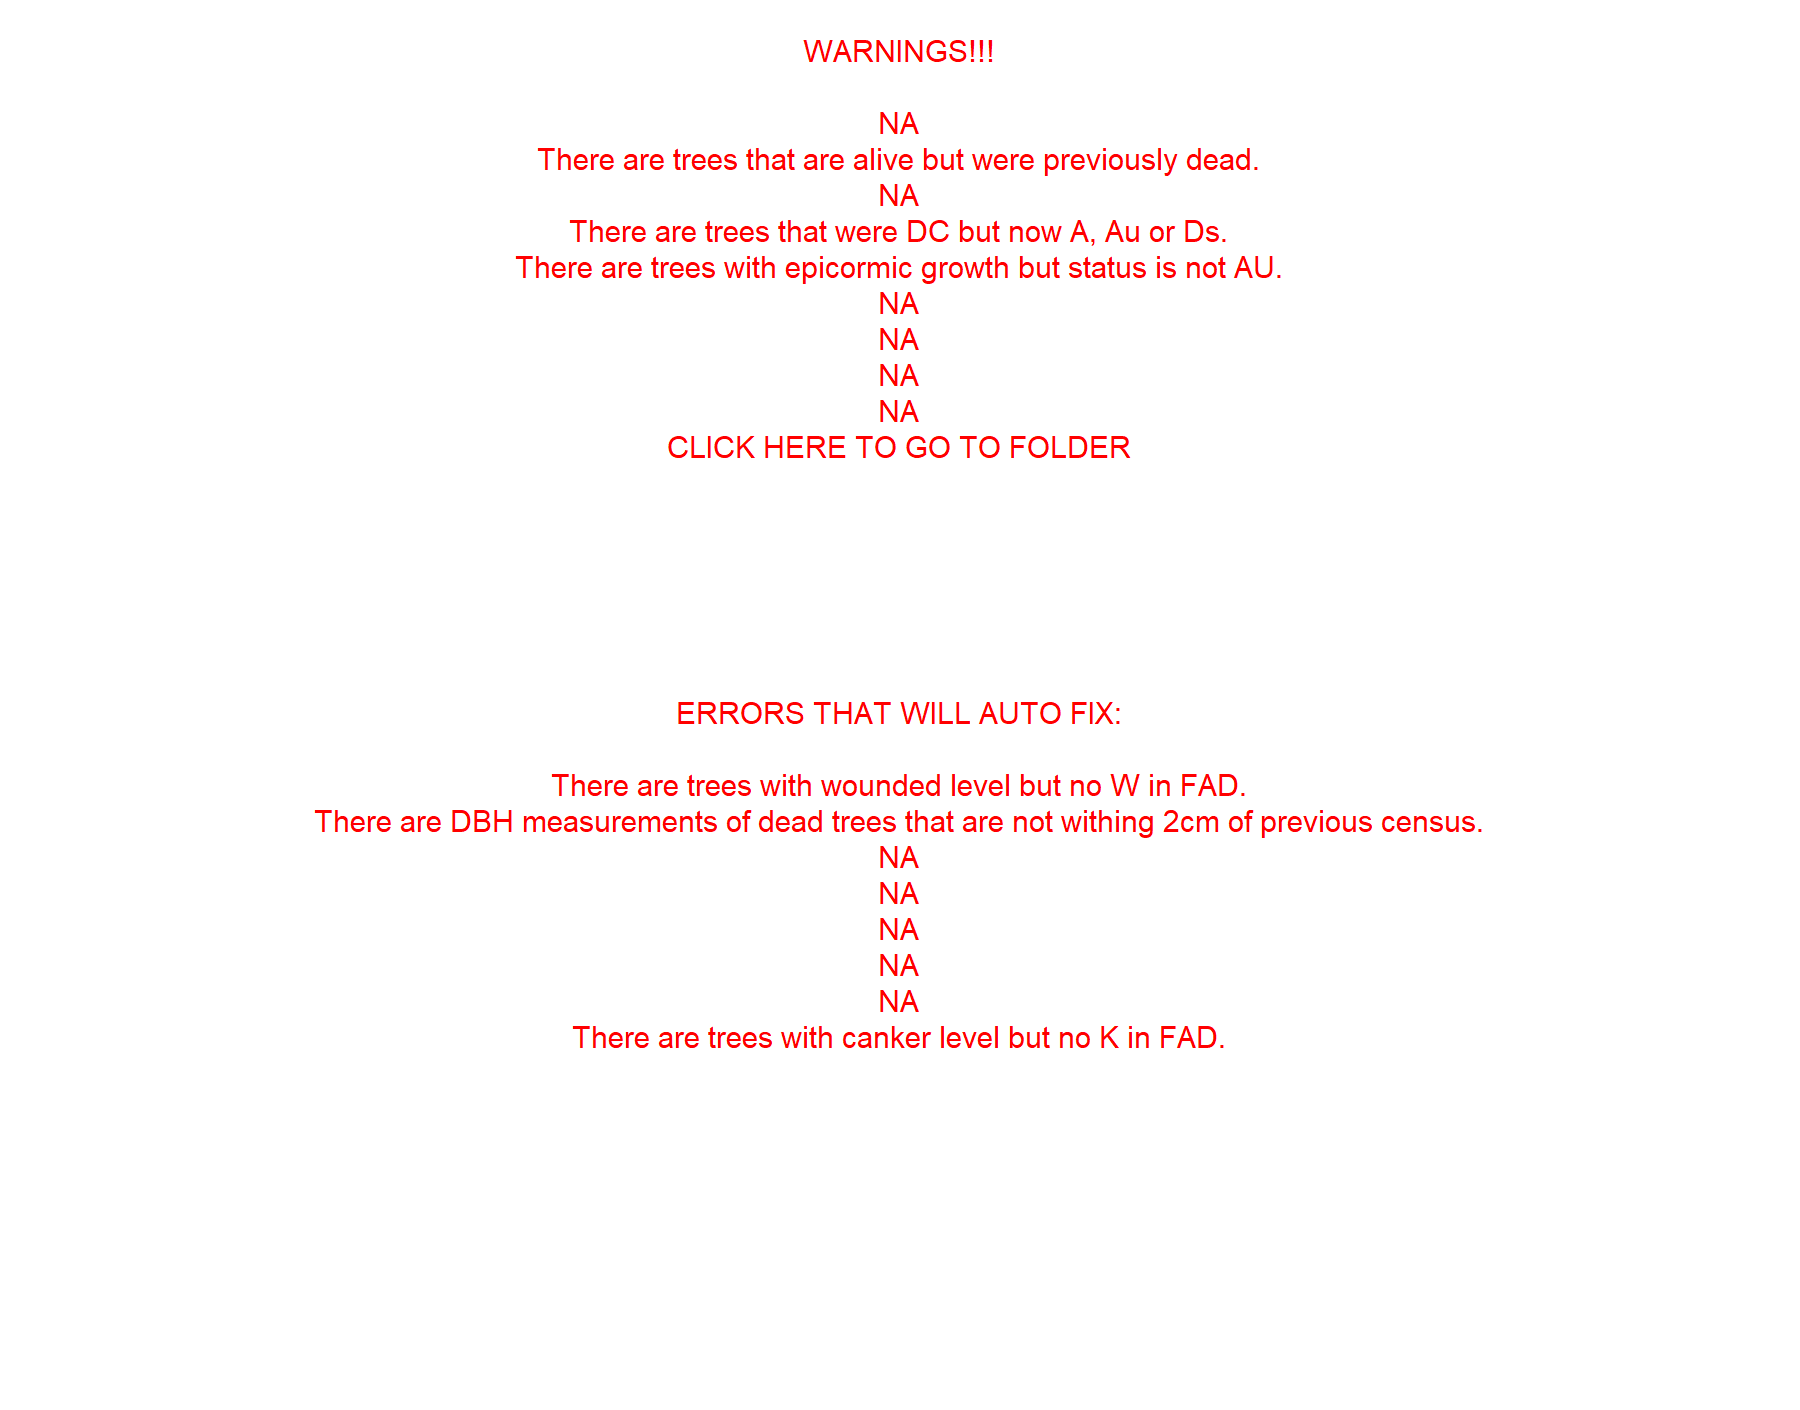 WARNINGS!!!
NA
There are trees that are alive but were previously dead.
NA
There are trees that were DC but now A, Au or Ds.
There are trees with epicormic growth but status is not AU.
NA
NA
NA
NA
CLICK HERE TO GO TO FOLDER
ERRORS THAT WILL AUTO FIX:
There are trees with wounded level but no W in FAD.
There are DBH measurements of dead trees that are not withing 2cm of previous census.
NA
NA
NA
NA
NA
There are trees with canker level but no K in FAD.